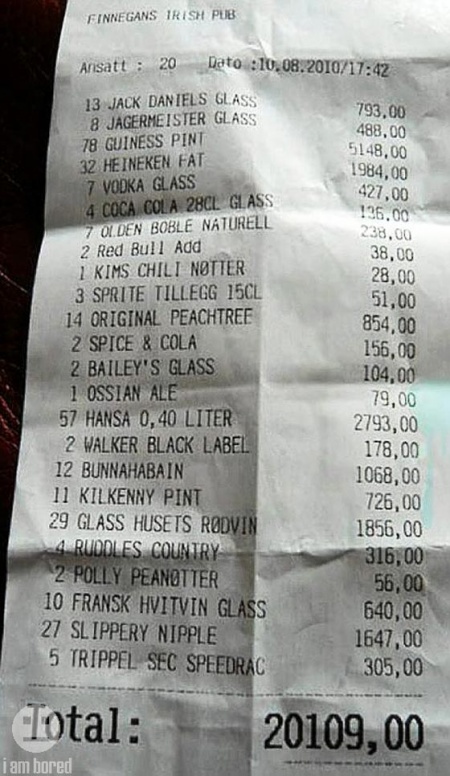 FINNEGANS IRISH PUB
Ansatt : 20 Dato :10.08.2010/17:42
13 JACK DANIELS GLASS 793,00
8 JAGERMEISTER GLASS 488,00
78 GUINESS PINT 5148,00
32 HEINEKEN FAT 1984,00
7 VODKA GLASS 427,00
4 COCA COLA 28CL GLASS 136,00
7 OLDEN BOBLE NATURELL 238,00
2 Red Bull Add 38,00
1 KIMS CHILI NØTTER 28,00
3 SPRITE TILLEGG 15CL 51,00
14 ORIGINAL PEACHTREE 854,00
2 SPICE & COLA 156,00
2 BAILEY'S GLASS 104,00
1 OSSIAN ALE 79,00
57 HANSA 0,40 LITER 2793,00
2 WALKER BLACK LABEL 178,00
12 BUNNAHABAIN 1068,00
11 KILKENNY PINT 726,00
29 GLASS HUSETS RØDVIN 1856,00
4 RUDDLES COUNTRY 316,00
2 POLLY PEANØTTER 56,00
10 FRANSK HVITVIN GLASS 640,00
27 SLIPPERY NIPPLE 1647,00
5 TRIPPEL SEC SPEEDRAC 305,00
Total: 20109,00
i am bored